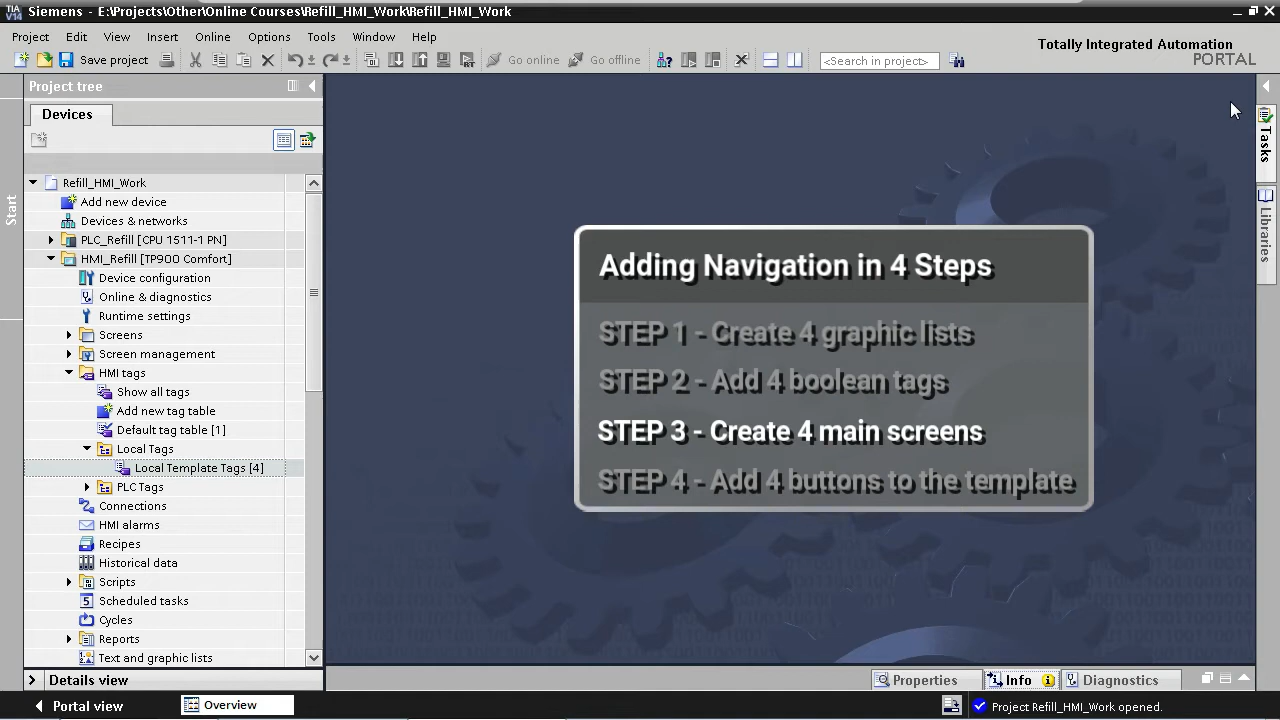 TIA
V14
Siemens - E:\Projects\Other\Online Courses\Refill_HMI_Work\Refill_HMI_Work
Project Edit View Insert Online Options Tools Window Help
Totally Integrated Automation
PORTAL
Save project
Go online
Go offline
<Search in project>
Project tree
Devices
Start
Refill_HMI_Work
Add new device
Devices & networks
PLC_Refill [CPU 1511-1 PN]
HMI_Refill [TP900 Comfort]
Device configuration
Online & diagnostics
Runtime settings
Screens
Screen management
HMI tags
Show all tags
Add new tag table
Default tag table [1]
Local Tags
Local Template Tags [4]
PLC Tags
Connections
HMI alarms
Recipes
Historical data
Scripts
Scheduled tasks
Cycles
Reports
Text and graphic lists
Adding Navigation in 4 Steps
STEP 1 - Create 4 graphic lists
STEP 2 - Add 4 boolean tags
STEP 3 - Create 4 main screens
STEP 4 - Add 4 buttons to the template
Tasks
Libraries
Details view
Properties
Info
Diagnostics
Portal view
Overview
Project Refill_HMI_Work opened.